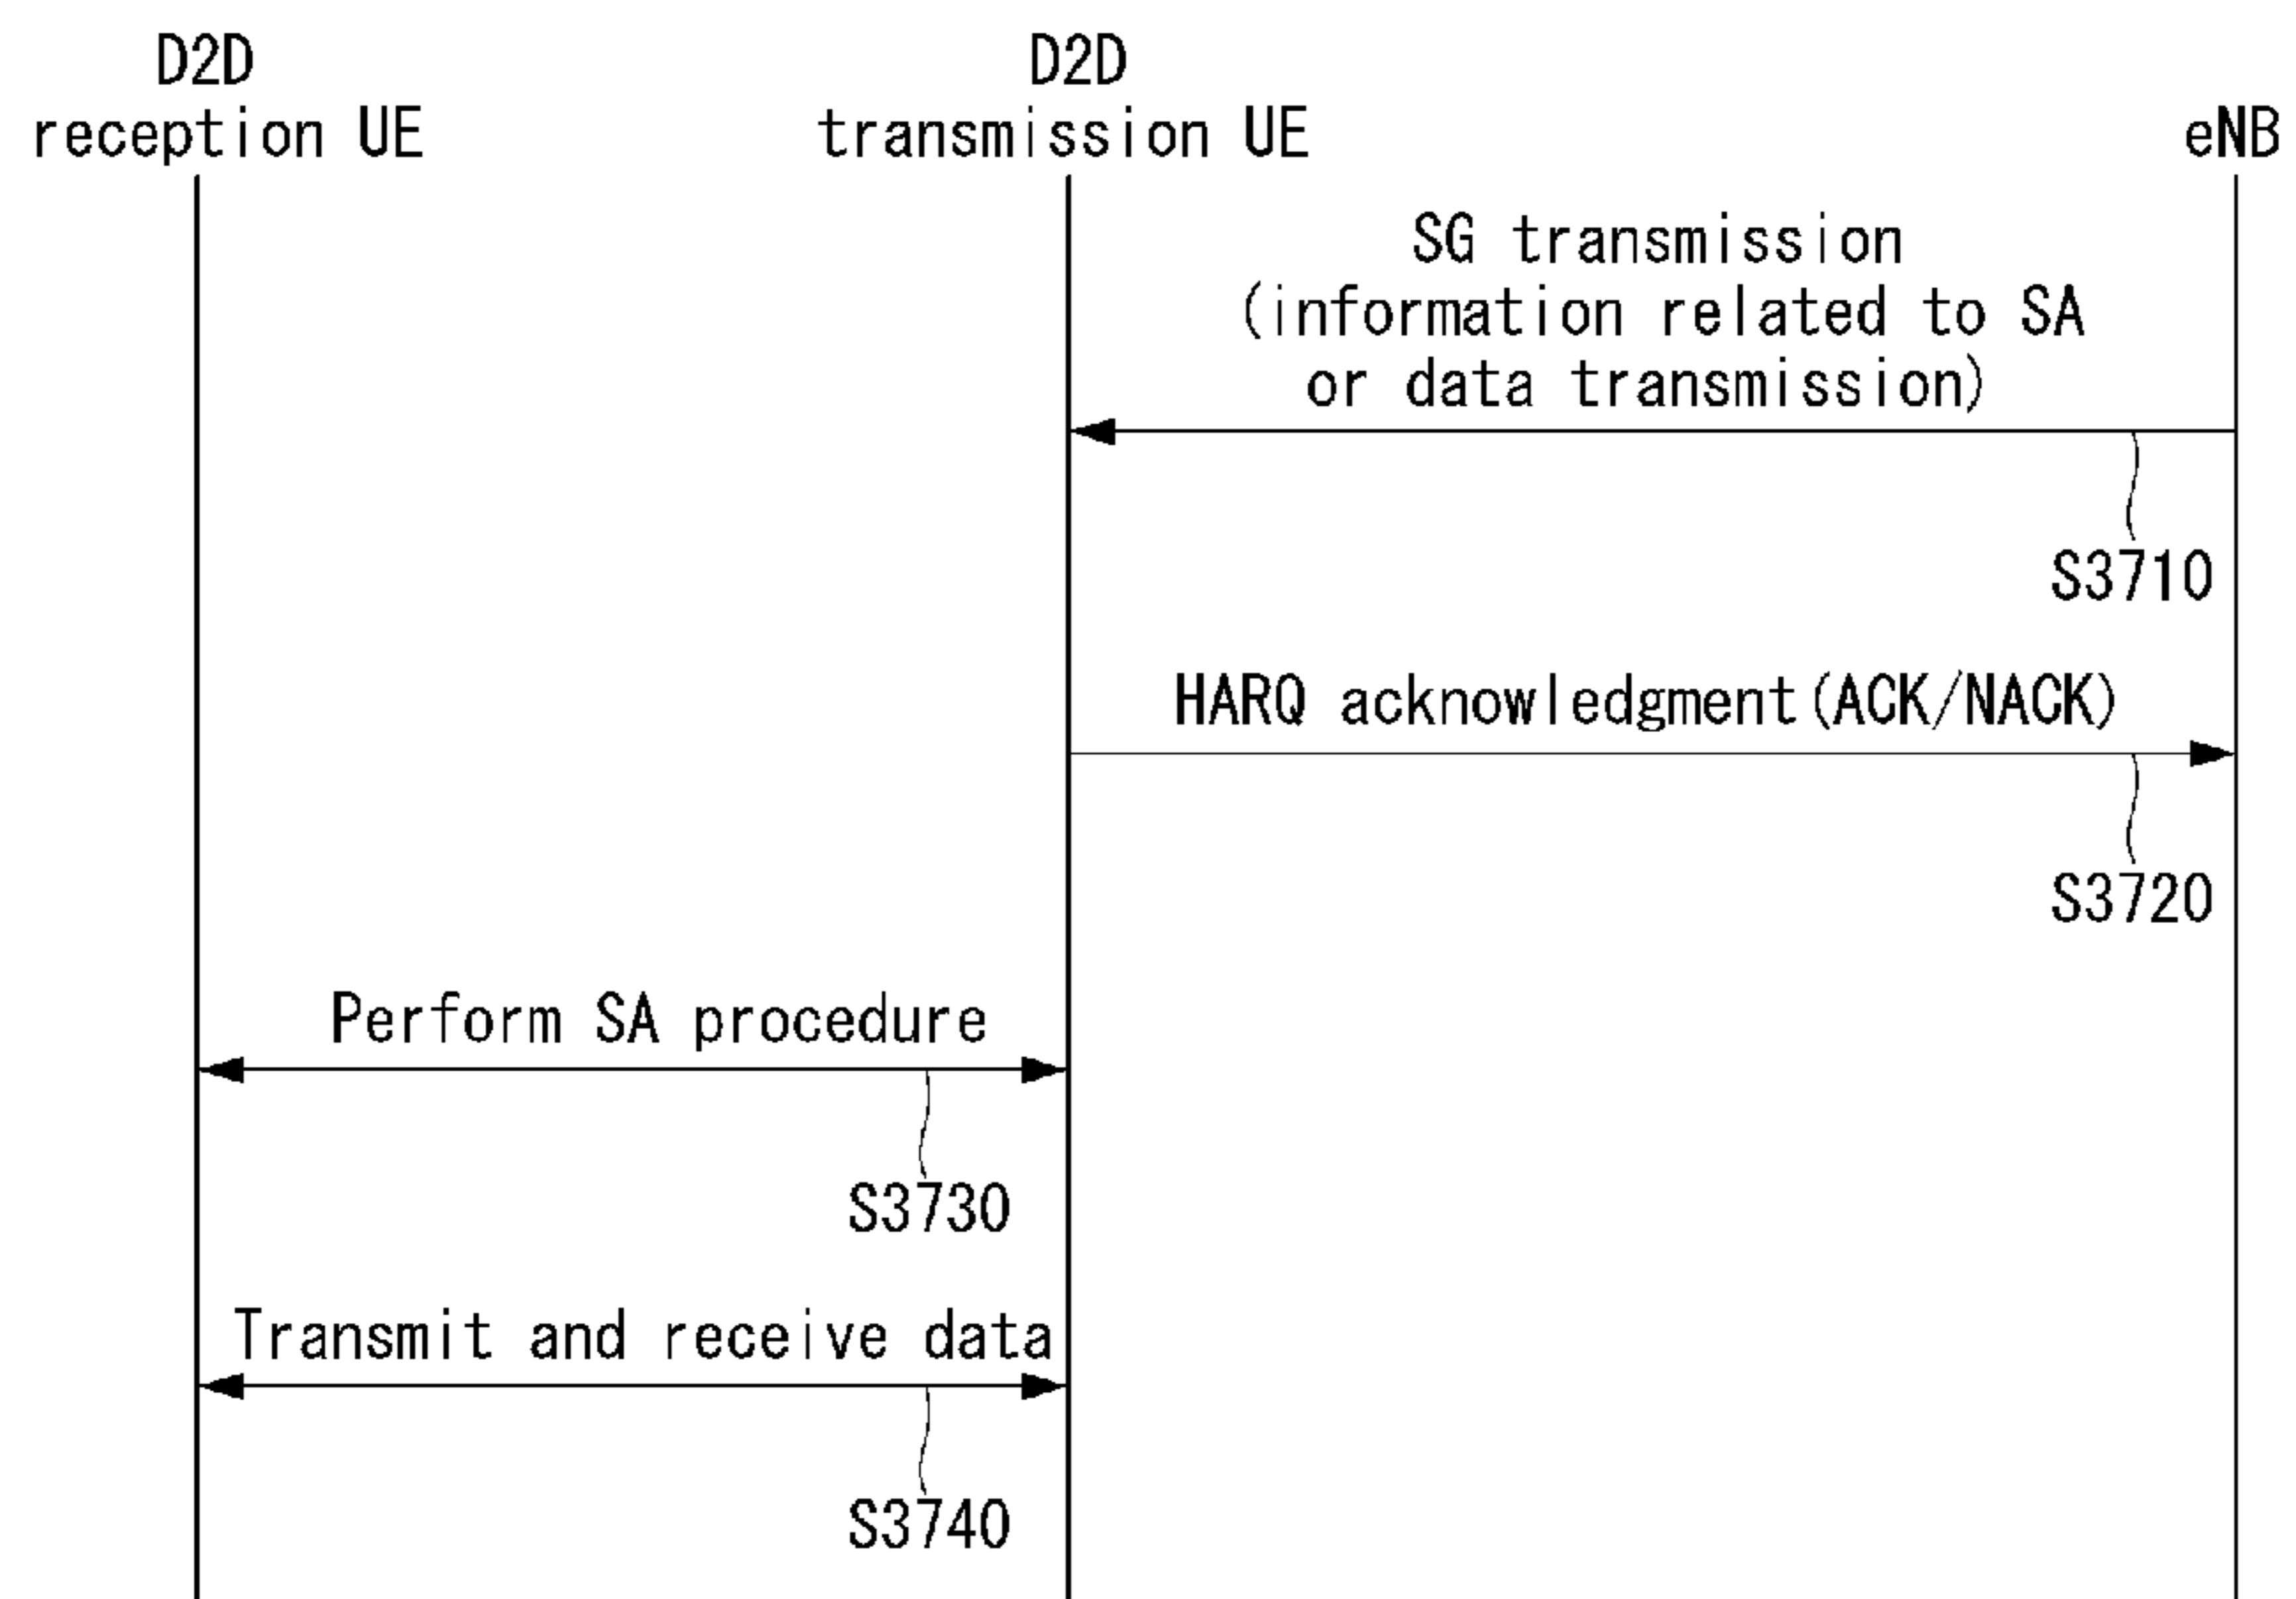 D2D
reception UE
D2D
transmission UE
eNB
SG transmission
(information related to SA
or data transmission)
S3710
HARQ acknowledgment(ACK/NACK)
S3720
Perform SA procedure
S3730
Transmit and receive data
S3740